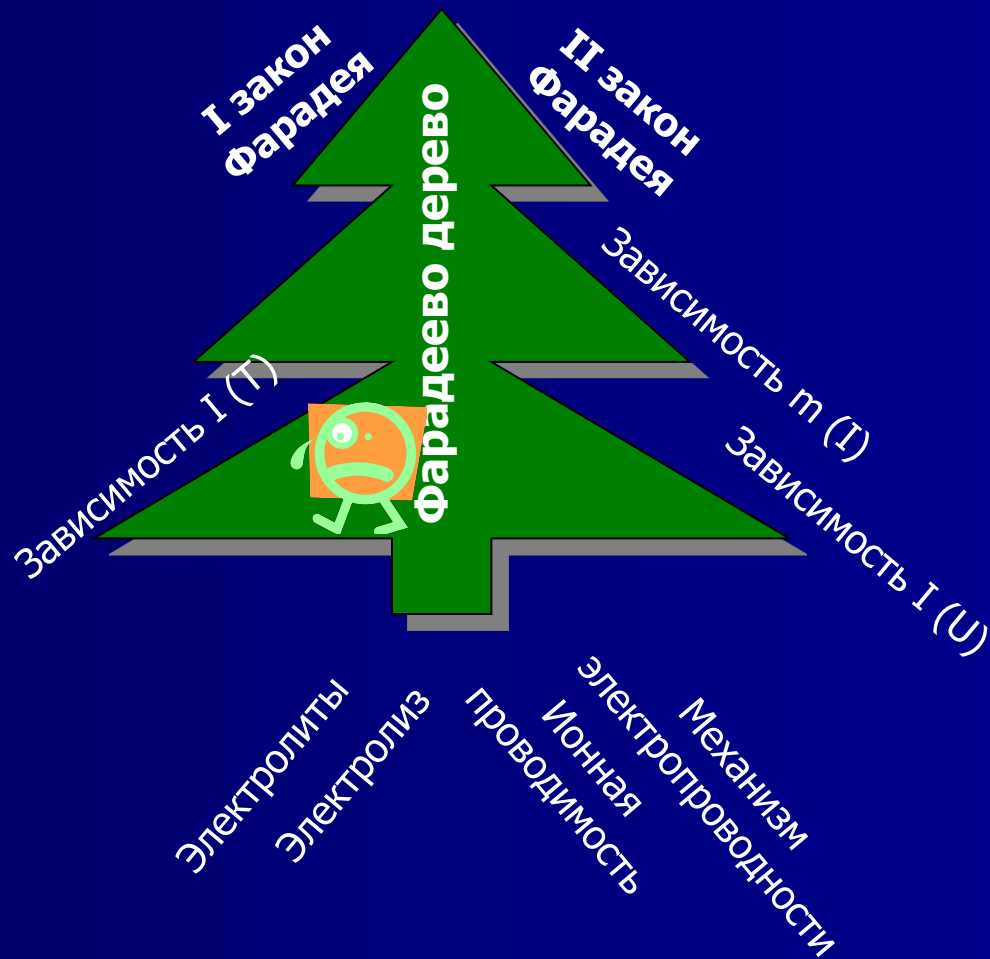 I закон
Фарадея
II закон
Фарадея
Фарадеево дерево
Зависимость m (I)
Зависимость I (T)
Зависимость I (U)
Электролиты
Электролиз
Ионная
проводимость
Механизм
электропроводности